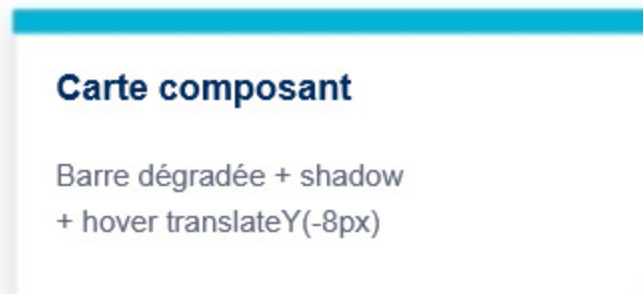 Carte composant
Barre dégradée + shadow
+ hover translateY(-8px)